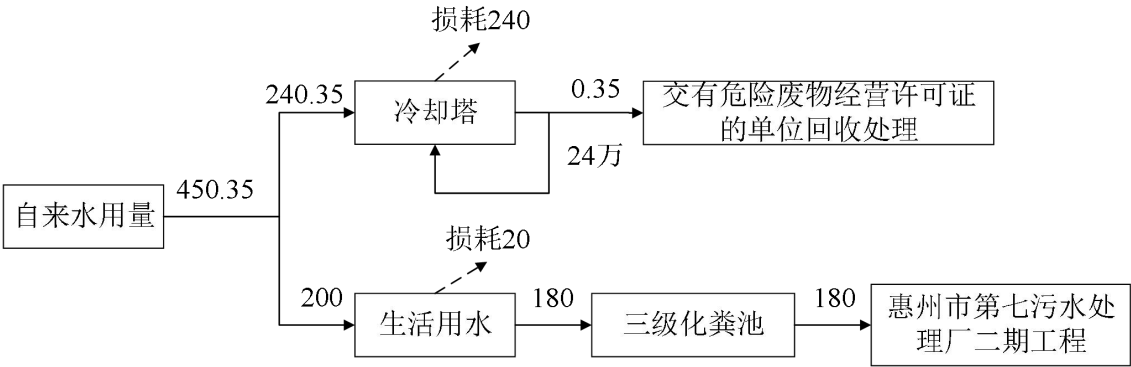 损耗240
240.35
冷却塔
0.35
交有危险废物经营许可证
的单位回收处理
24万
自来水用量
450.35
损耗20
200
生活用水
180
三级化粪池
180
惠州市第七污水处
理厂二期工程